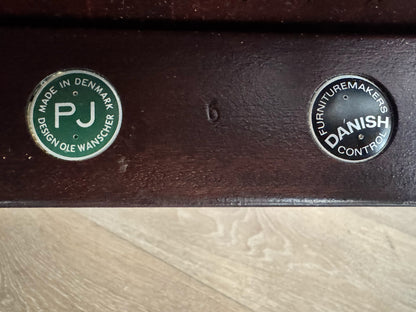 MADE IN DENMARK
PJ
DESIGN OLE WANSCHER
6
FURNITUREMAKERS
DANISH
CONTROL